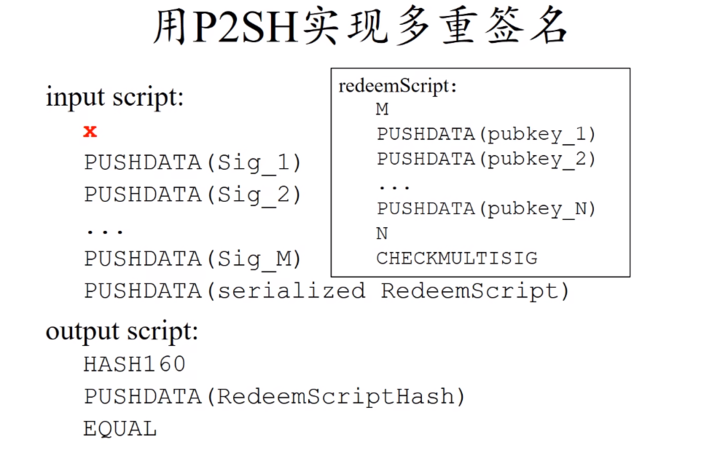 用P2SH实现多重签名
input script:
x
PUSHDATA(Sig_1)
PUSHDATA(Sig_2)
...
PUSHDATA(Sig_M)
PUSHDATA(serialized RedeemScript)
redeemScript:
M
PUSHDATA(pubkey_1)
PUSHDATA(pubkey_2)
...
PUSHDATA(pubkey_N)
N
CHECKMULTISIG
output script:
HASH160
PUSHDATA(RedeemScriptHash)
EQUAL